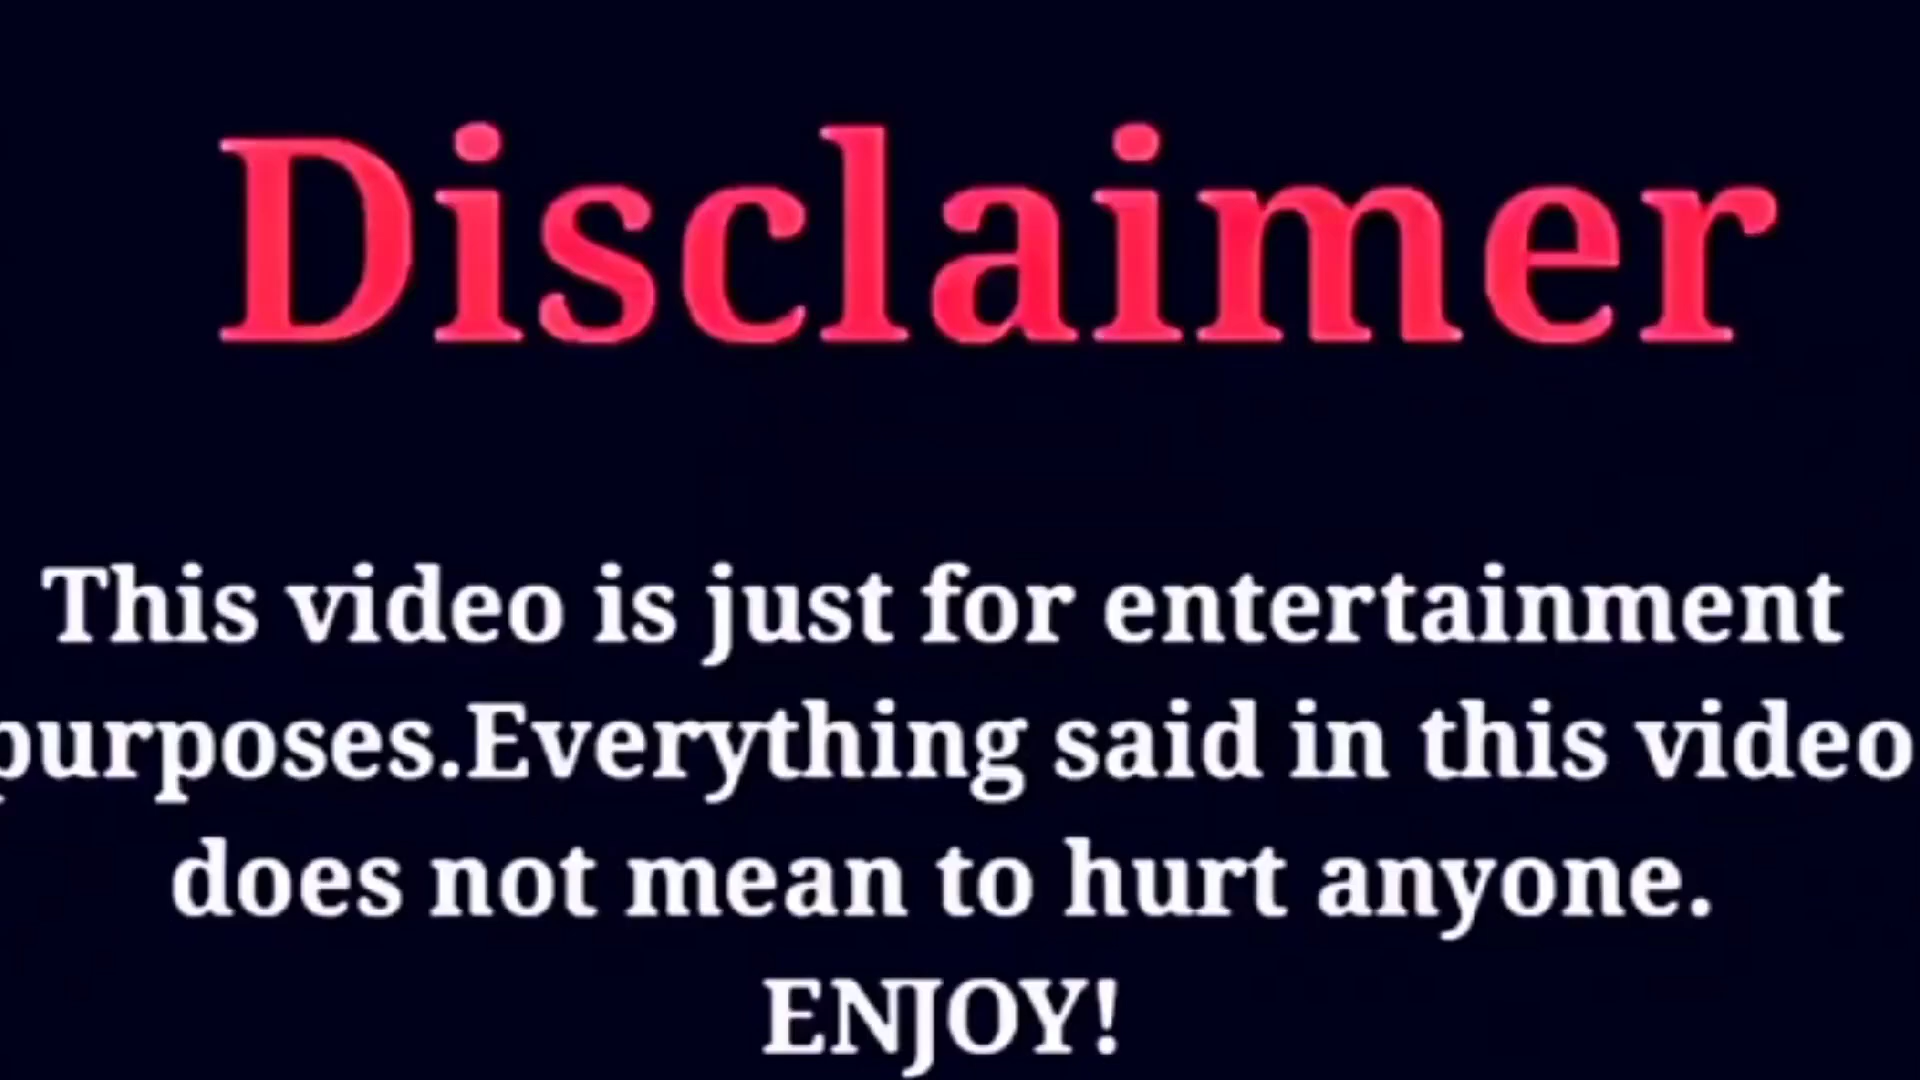 Disclaimer
This video is just for entertainment
purposes.Everything said in this video
does not mean to hurt anyone.
ENJOY!